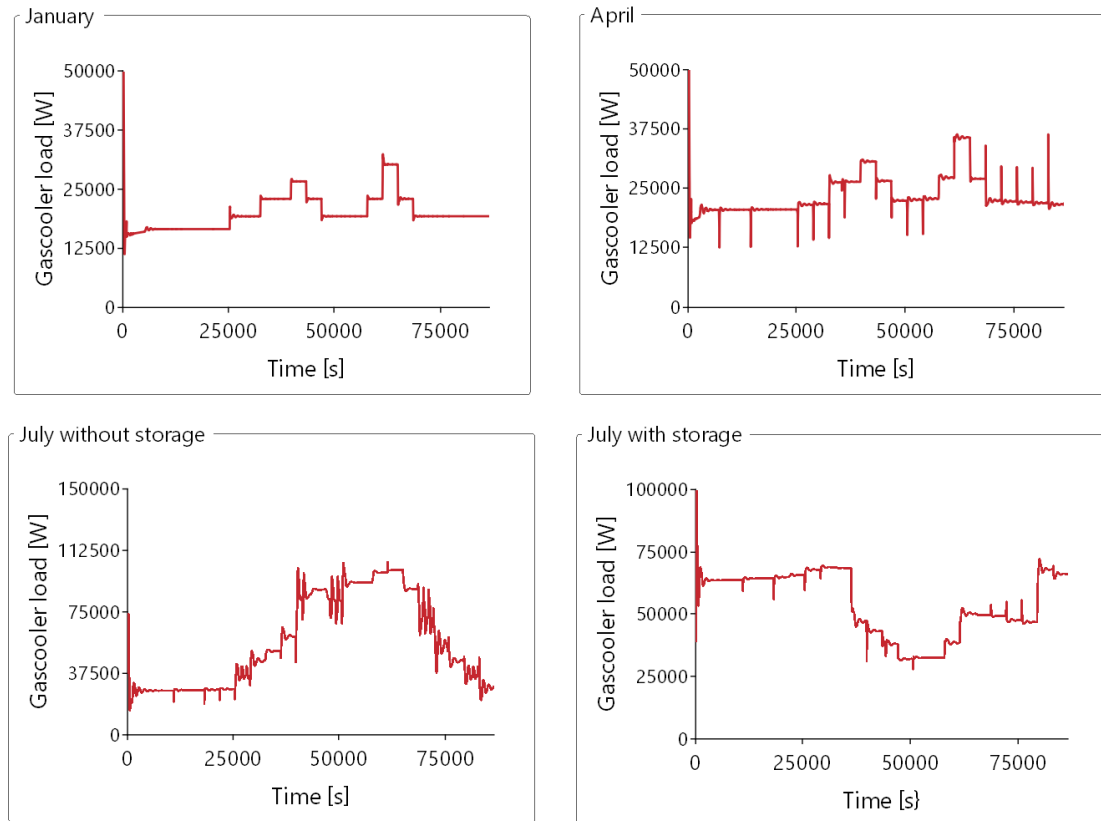 January
50000
37500
25000
12500
0
Gascooler load [W]
0 25000 50000 75000
Time [s]
April
50000
37500
25000
12500
0
Gascooler load [W]
0 25000 50000 75000
Time [s]
July without storage
150000
112500
75000
37500
0
Gascooler load [W]
0 25000 50000 75000
Time [s]
July with storage
100000
75000
50000
25000
0
Gascooler load [W]
0 25000 50000 75000
Time [s}